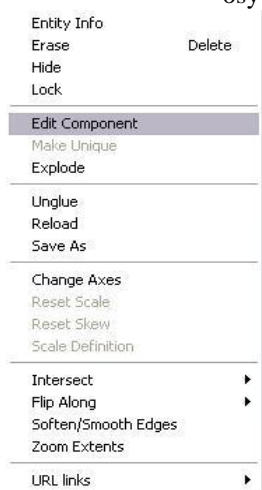 osy
Entity Info
Erase Delete
Hide
Lock
Edit Component
Make Unique
Explode
Unglue
Reload
Save As
Change Axes
Reset Scale
Reset Skew
Scale Definition
Intersect
Flip Along
Soften/Smooth Edges
Zoom Extents
URL links